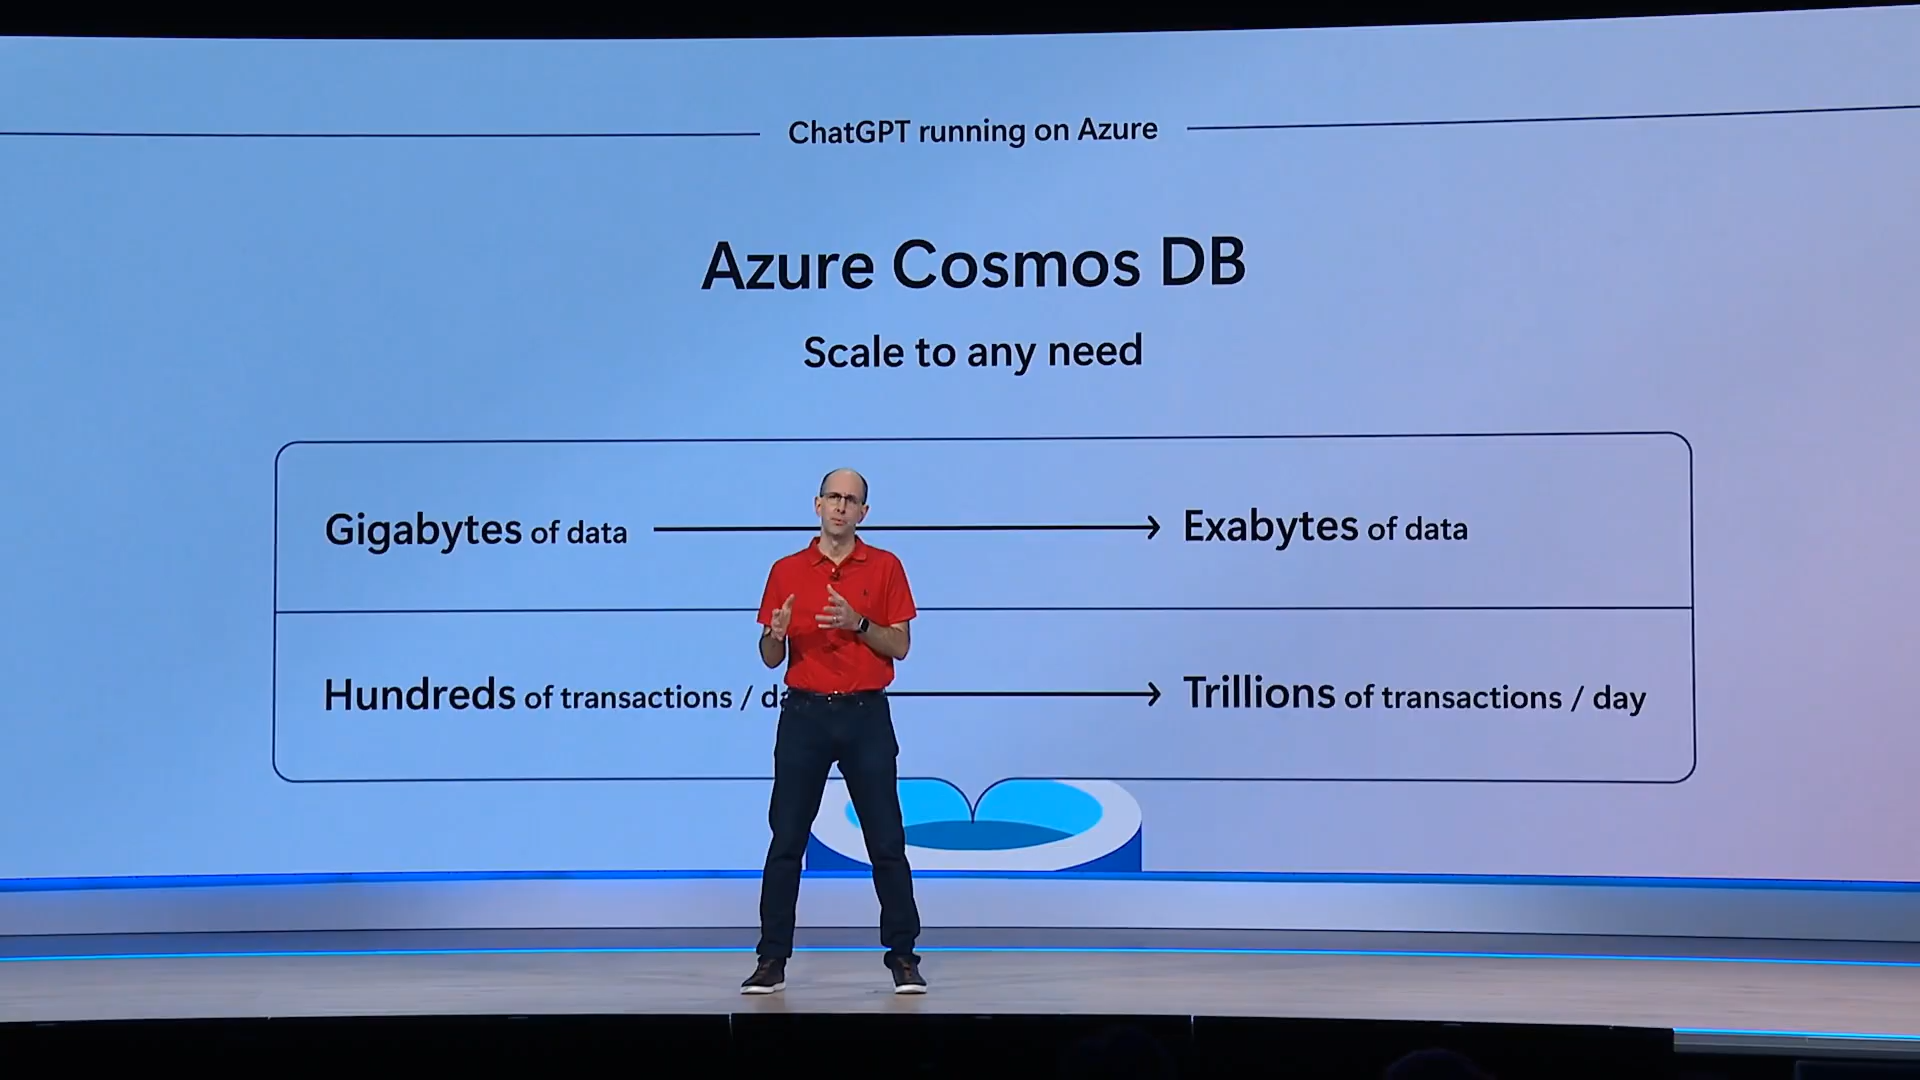 ChatGPT running on Azure
Azure Cosmos DB
Scale to any need
Gigabytes of data
Exabytes of data
Hundreds of transactions / da
Trillions of transactions / day